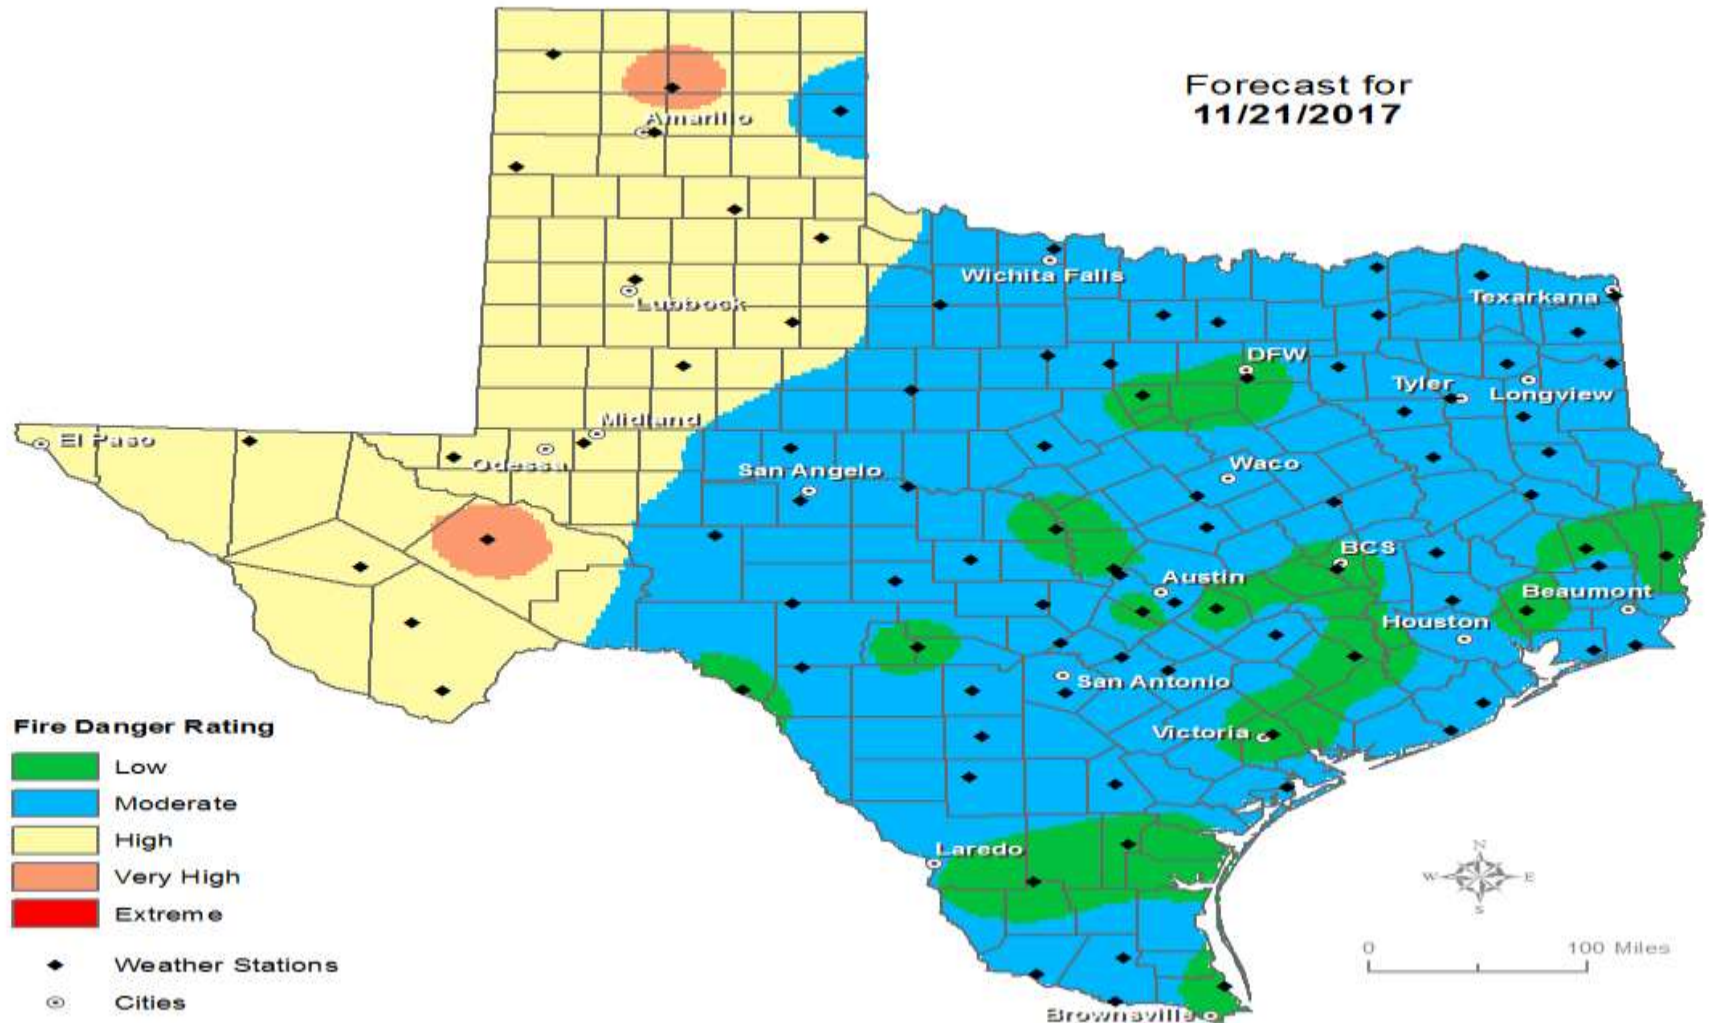 Forecast for
11/21/2017
Amarillo
Wichita Falls
Texarkana
Lubbock
DFW
Tyler
Longview
Midland
El Paso
Odessa
San Angelo
Waco
BCS
Austin
Beaumont
Houston
San Antonio
Victoria
Fire Danger Rating
Low
Moderate
High
Very High
Extreme
Weather Stations
Cities
Laredo
Brownsville
N
W E
S
0 100 Miles